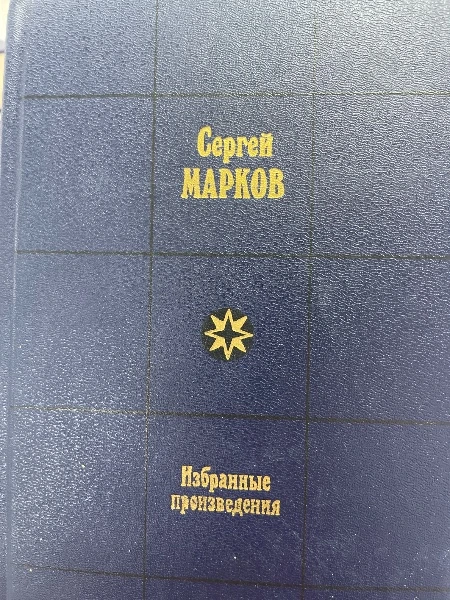 Сергей
МАРКОВ
Избранные
произведения